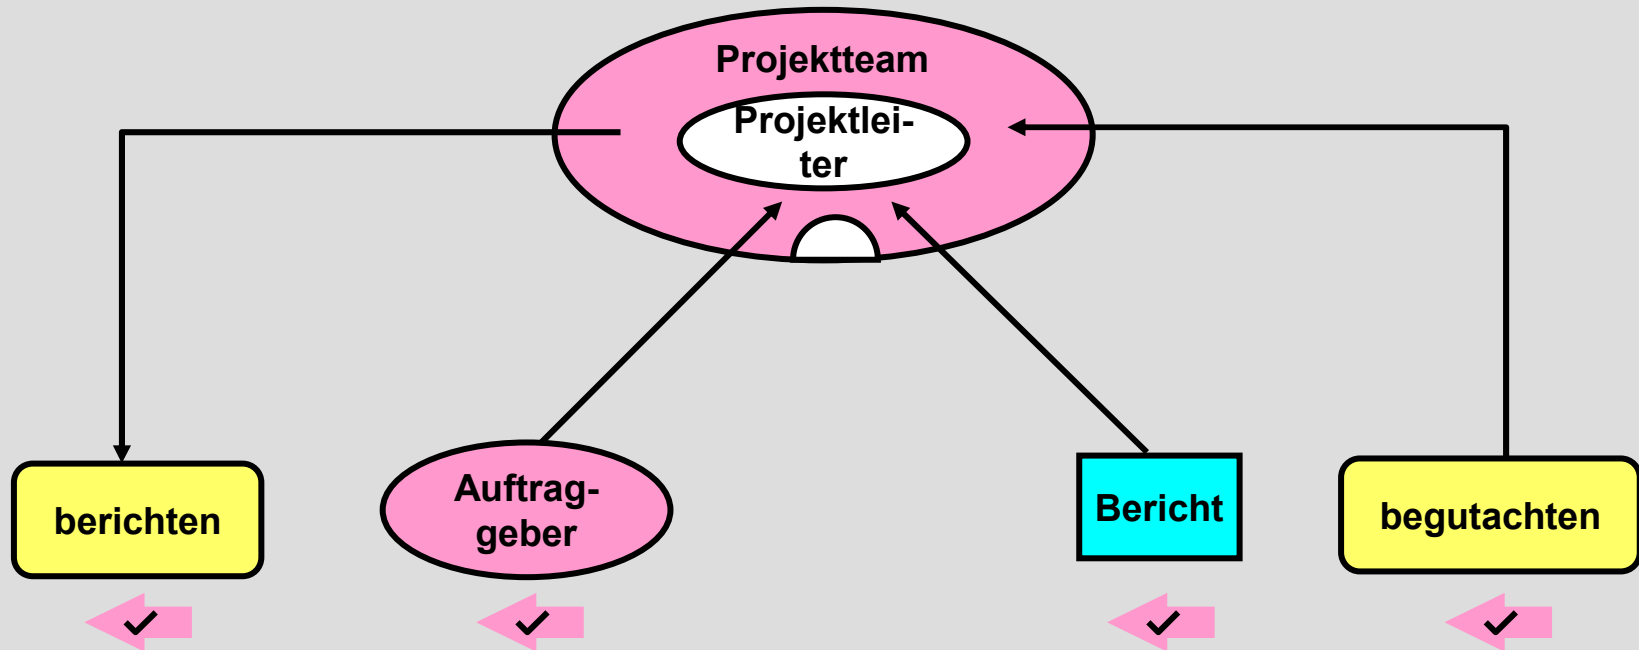 Projektteam
Projektlei-
ter
berichten
Auftrag-
geber
Bericht
begutachten